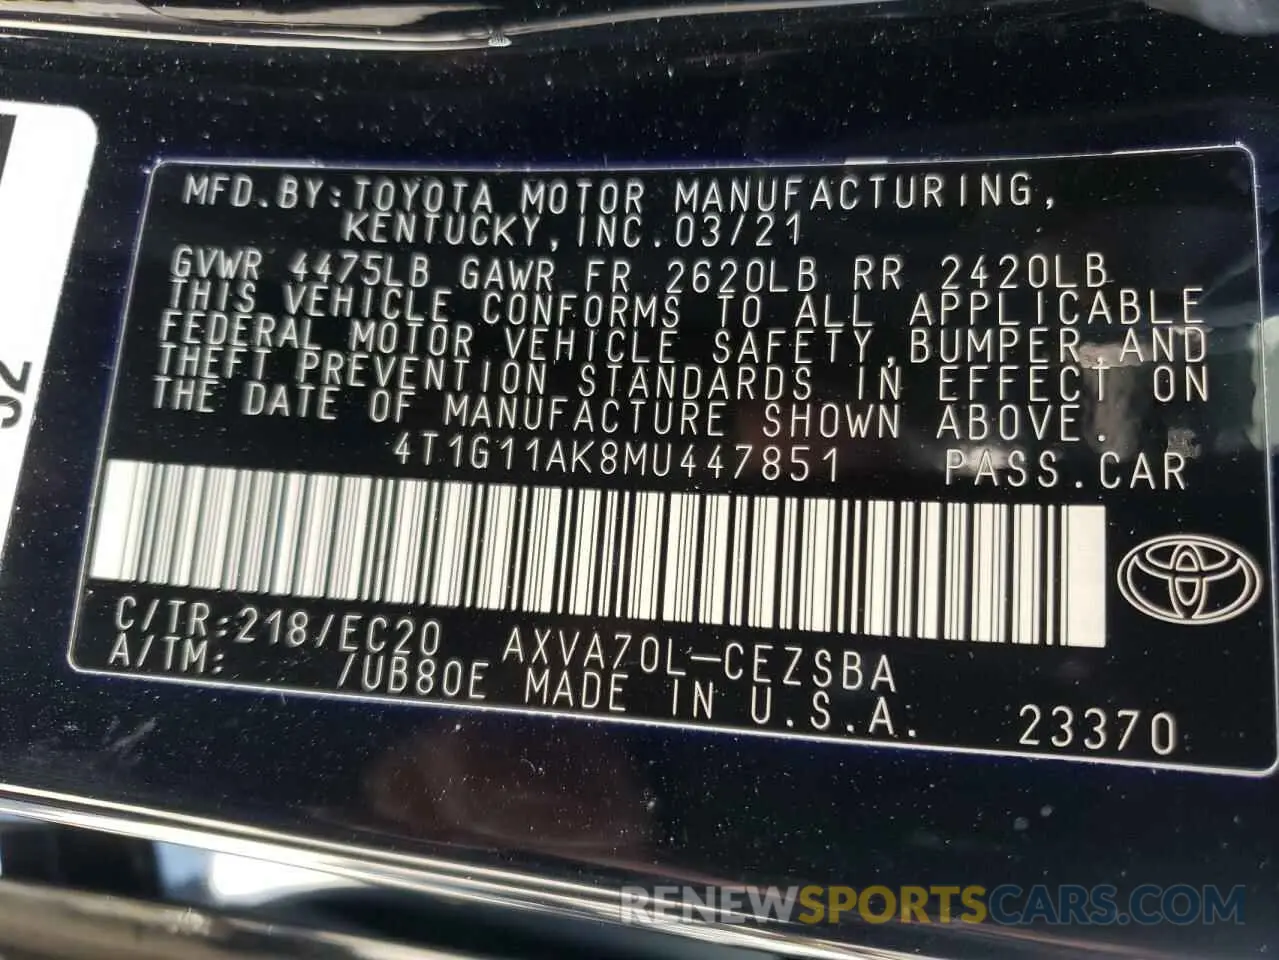 MFD.BY:TOYOTA MOTOR MANUFACTURING,
KENTUCKY,INC.03/21
GVWR 4475LB GAWR FR 2620LB RR 2420LB
THIS VEHICLE CONFORMS TO ALL APPLICABLE
FEDERAL MOTOR VEHICLE SAFETY,BUMPER,AND
THEFT PREVENTION STANDARDS IN EFFECT ON
THE DATE OF MANUFACTURE SHOWN ABOVE.
4T1G11AK8MU447851 PASS.CAR
C/TR:218/EC20 AXVA70L-CEZSBA
A/TM: /UB80E MADE IN U.S.A. 23370
RENEWSPORTSCARS.COM